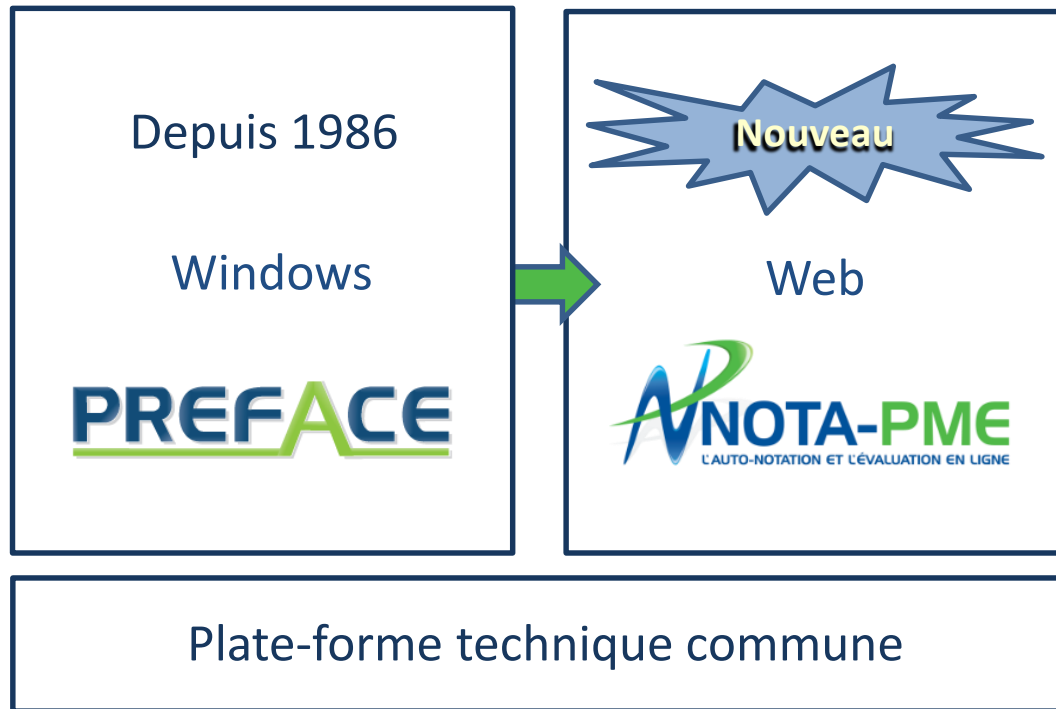 Depuis 1986
Windows
PREFACE
Nouveau
Web
NOTA-PME
L'AUTO-NOTATION ET L'ÉVALUATION EN LIGNE
Plate-forme technique commune